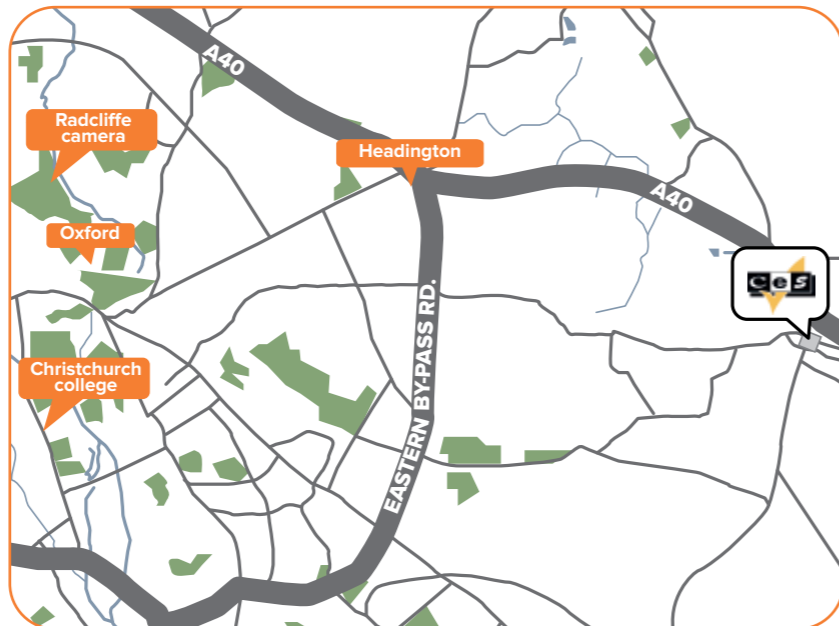 A40
Radcliffe
camera
Headington
A40
Oxford
ces
EASTERN BY-PASS RD.
Christchurch
college